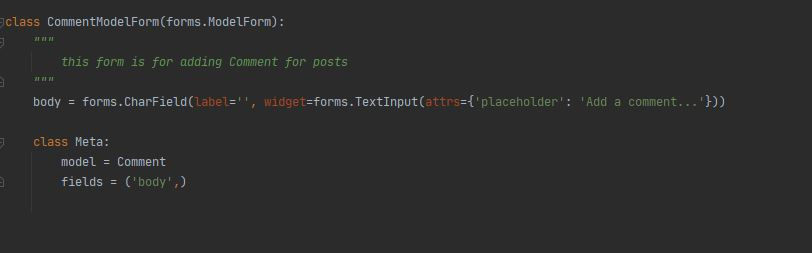 class CommentModelForm(forms.ModelForm):
    """
        this form is for adding Comment for posts
    """
    body = forms.CharField(label='', widget=forms.TextInput(attrs={'placeholder': 'Add a comment...'}))
    class Meta:
        model = Comment
        fields = ('body',)